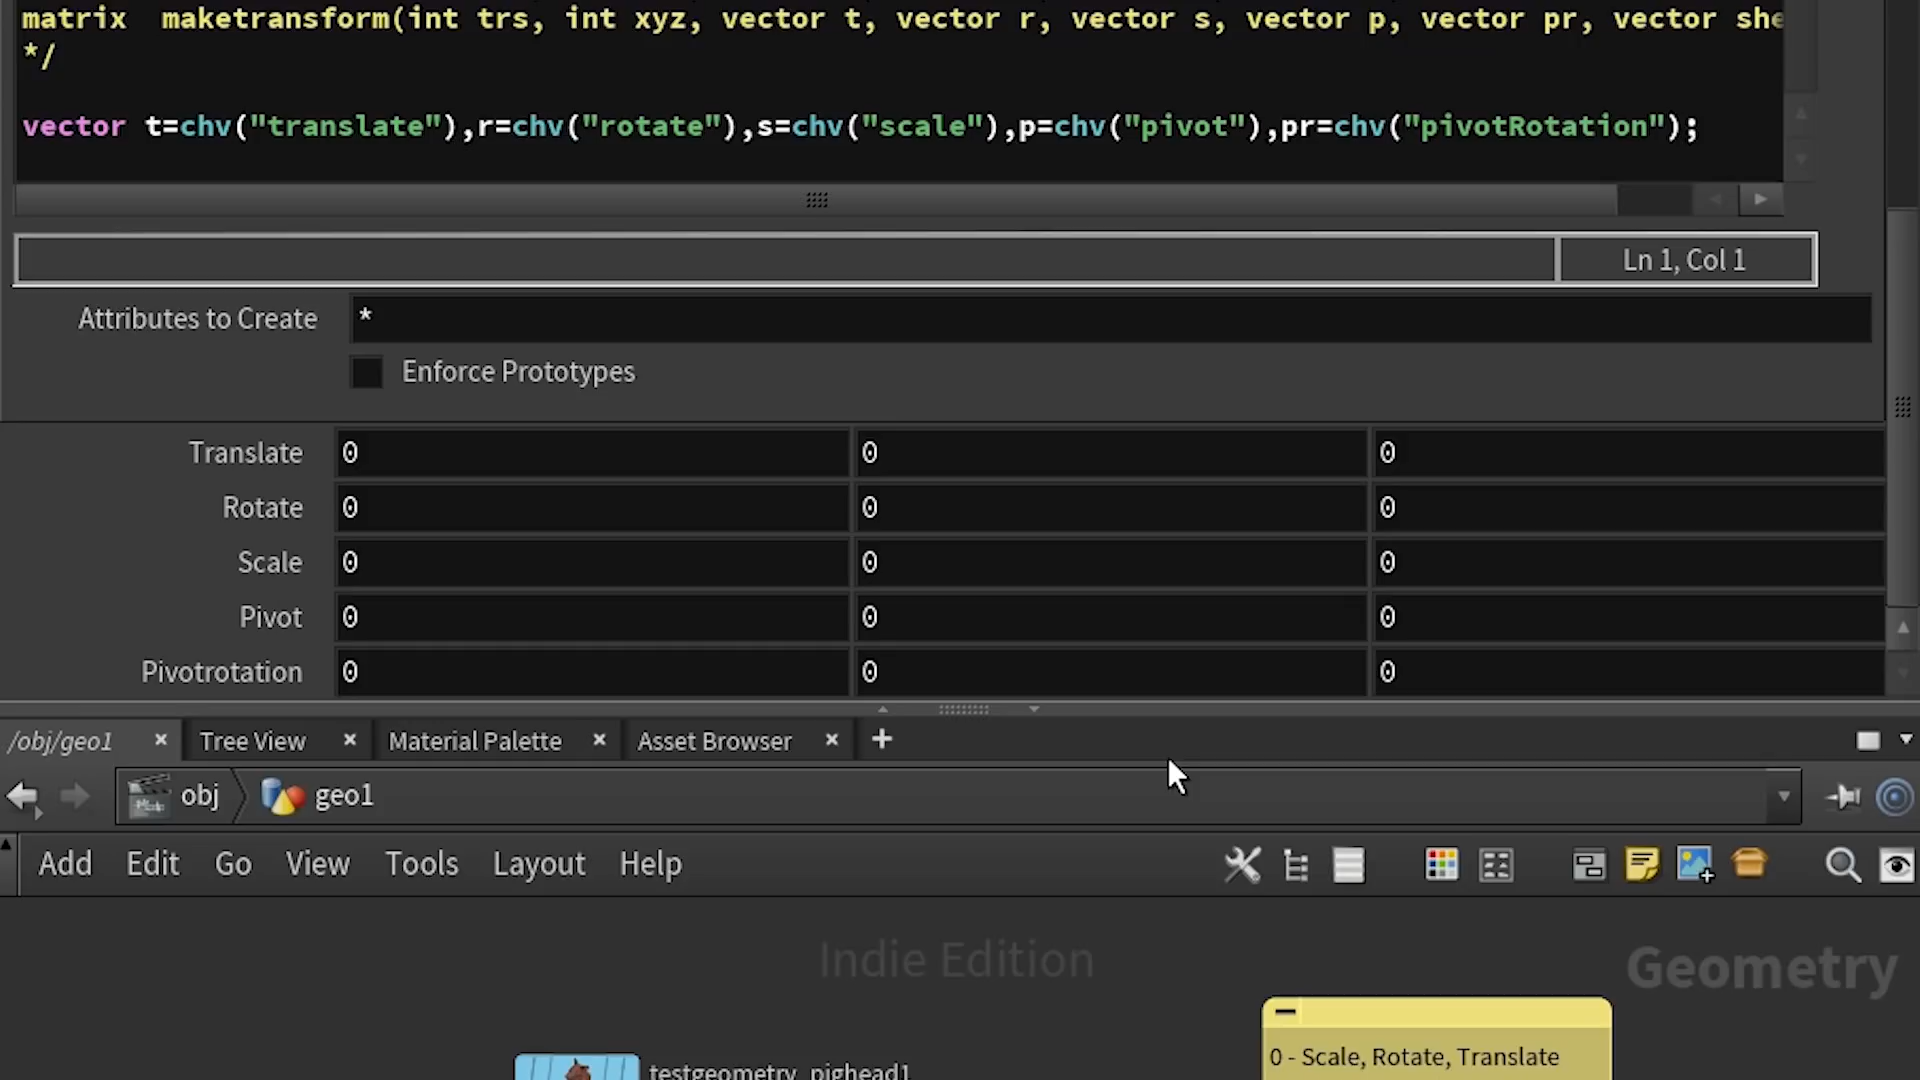 matrix  maketransform(int trs, int xyz, vector t, vector r, vector s, vector p, vector pr, vector she
*/
vector t=chv("translate"),r=chv("rotate"),s=chv("scale"),p=chv("pivot"),pr=chv("pivotRotation");
Ln 1, Col 1
Attributes to Create *
Enforce Prototypes
Translate 0 0 0
Rotate 0 0 0
Scale 0 0 0
Pivot 0 0 0
Pivotrotation 0 0 0
/obj/geo1 Tree View Material Palette Asset Browser
obj geo1
Add Edit Go View Tools Layout Help
Indie Edition
Geometry
0 - Scale, Rotate, Translate
testgeometry_pighead1